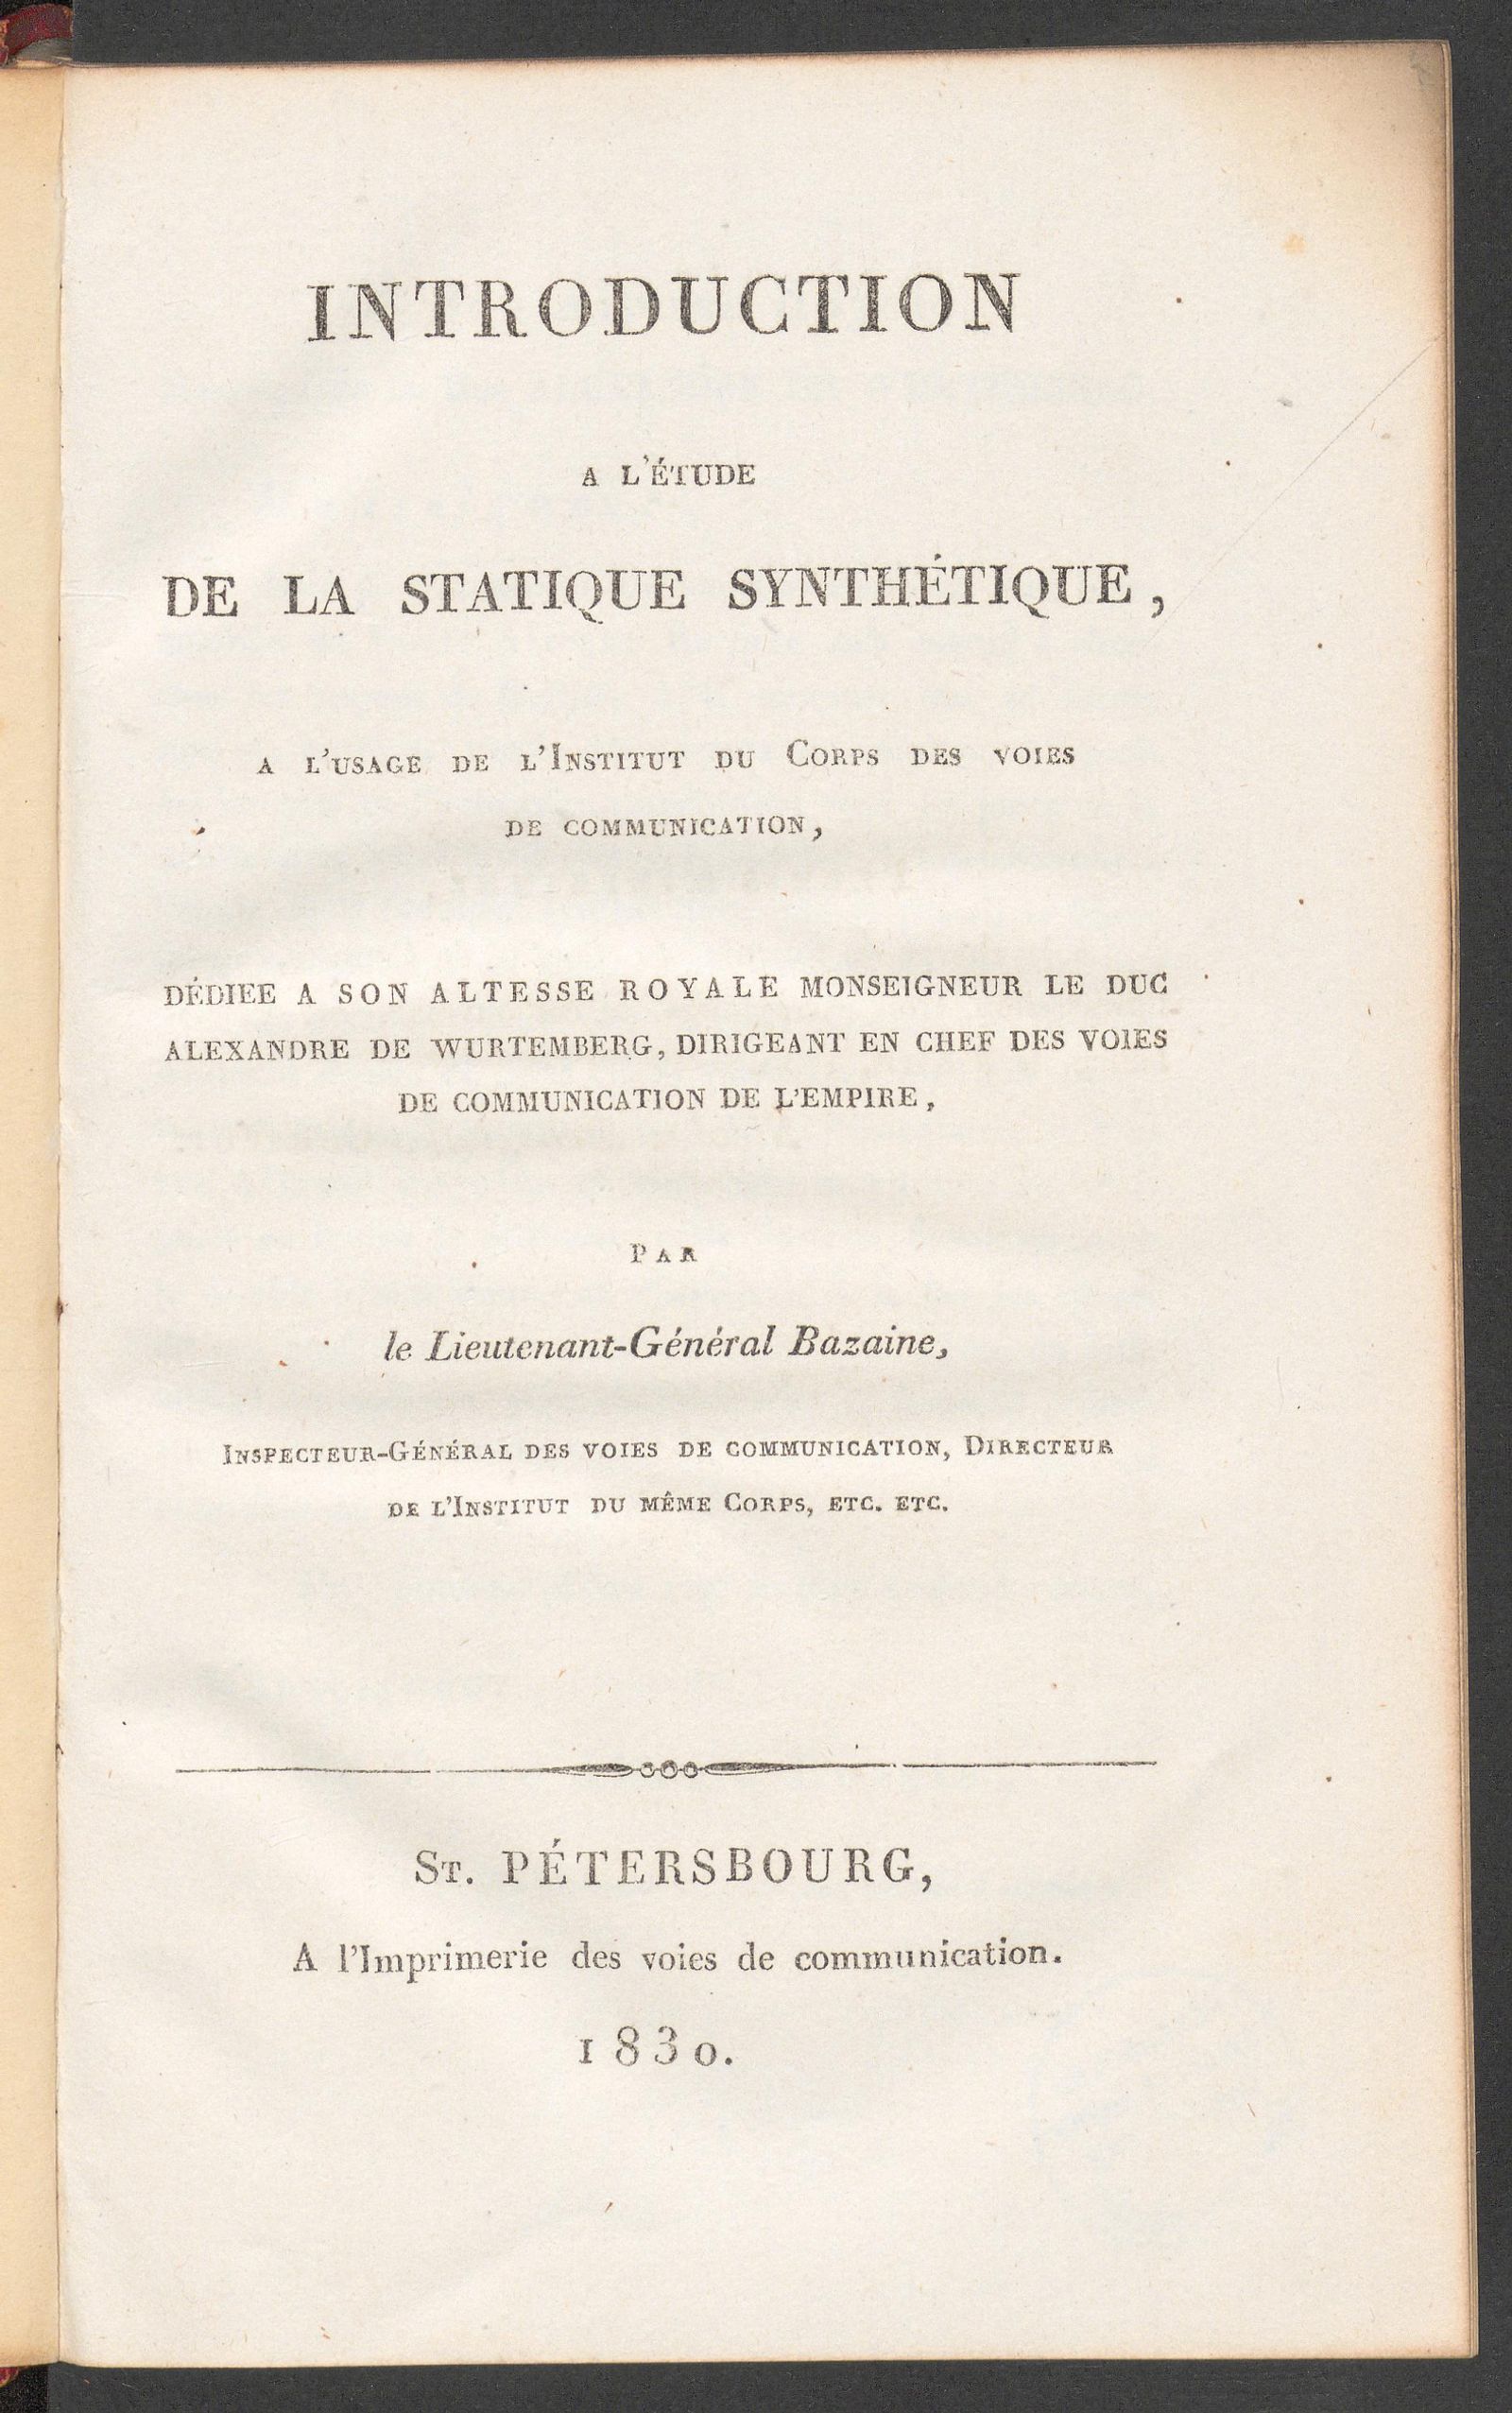 INTRODUCTION
A L'ÉTUDE
DE LA STATIQUE SYNTHÉTIQUE,
A L'USAGE DE L'INSTITUT DU CORPS DES VOIES
DE COMMUNICATION,
DÉDIEE A SON ALTESSE ROYALE MONSEIGNEUR LE DUC
ALEXANDRE DE WURTEMBERG, DIRIGEANT EN CHEF DES VOIES
DE COMMUNICATION DE L'EMPIRE,
PAR
le Lieutenant-Général Bazaine,
INSPECTEUR-GÉNÉRAL DES VOIES DE COMMUNICATION, DIRECTEUR
DE L'INSTITUT DU MÊME CORPS, ETC. ETC.
ST. PÉTERSBOURG,
A l'Imprimerie des voies de communication.
1830.